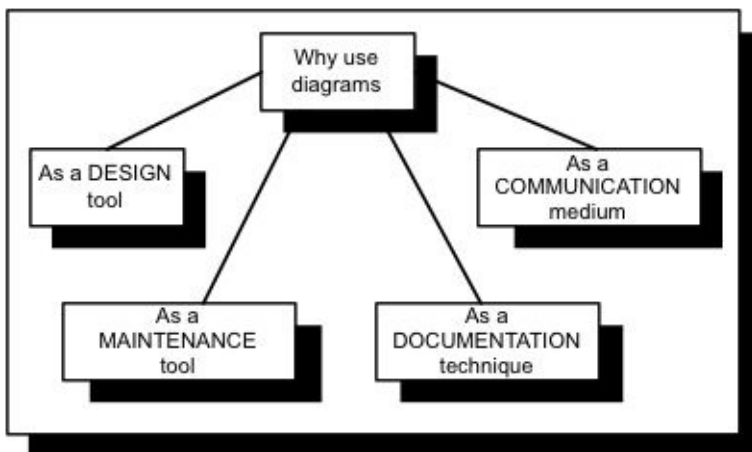 Why use
diagrams
As a DESIGN
tool
As a
COMMUNICATION
medium
As a
MAINTENANCE
tool
As a
DOCUMENTATION
technique